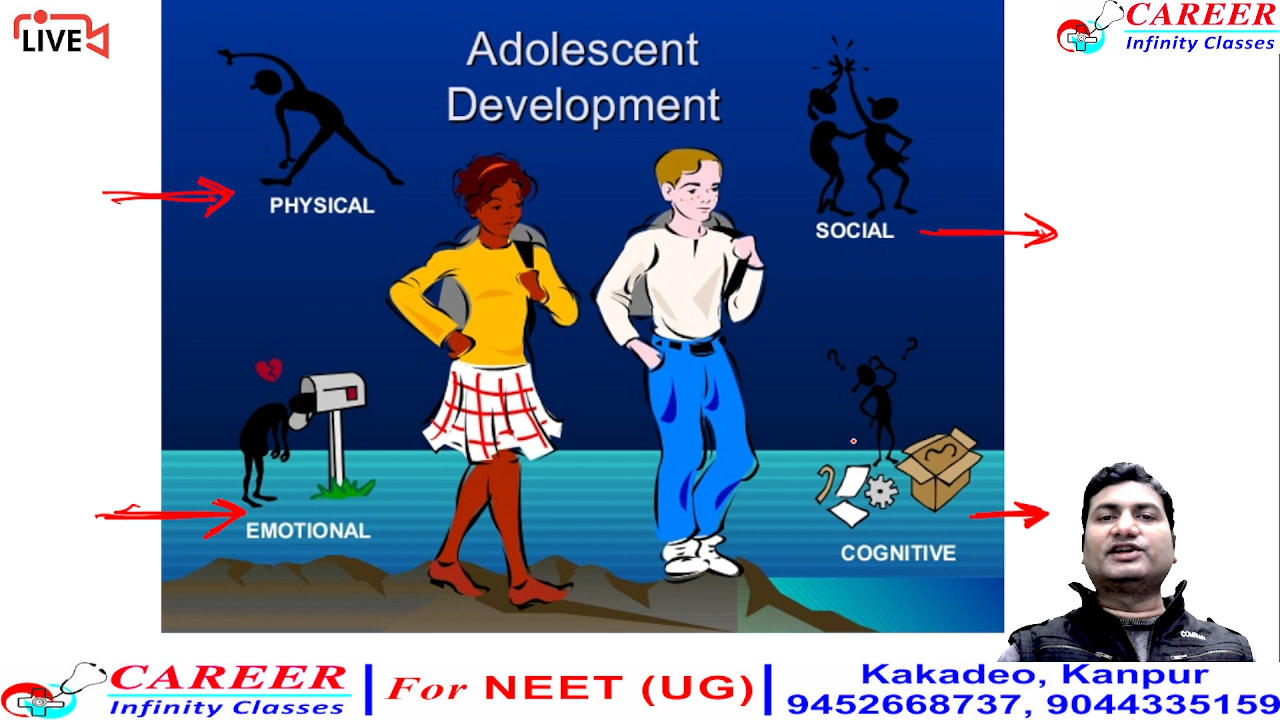 LIVE
CAREER
Infinity Classes
Adolescent
Development
PHYSICAL
SOCIAL
EMOTIONAL
COGNITIVE
CAREER
Infinity Classes
For NEET (UG)
Kakadeo, Kanpur
9452668737, 9044335159